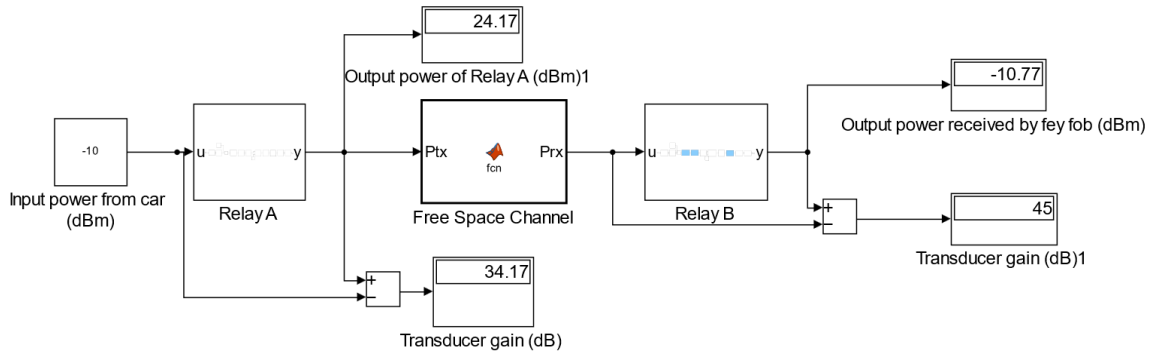 24.17
Output power of Relay A (dBm)1
-10.77
Output power received by fey fob (dBm)
-10
Input power from car
(dBm)
u
y
Relay A
Ptx
fcn
Prx
Free Space Channel
u
y
Relay B
+
−
45
Transducer gain (dB)1
+
−
34.17
Transducer gain (dB)